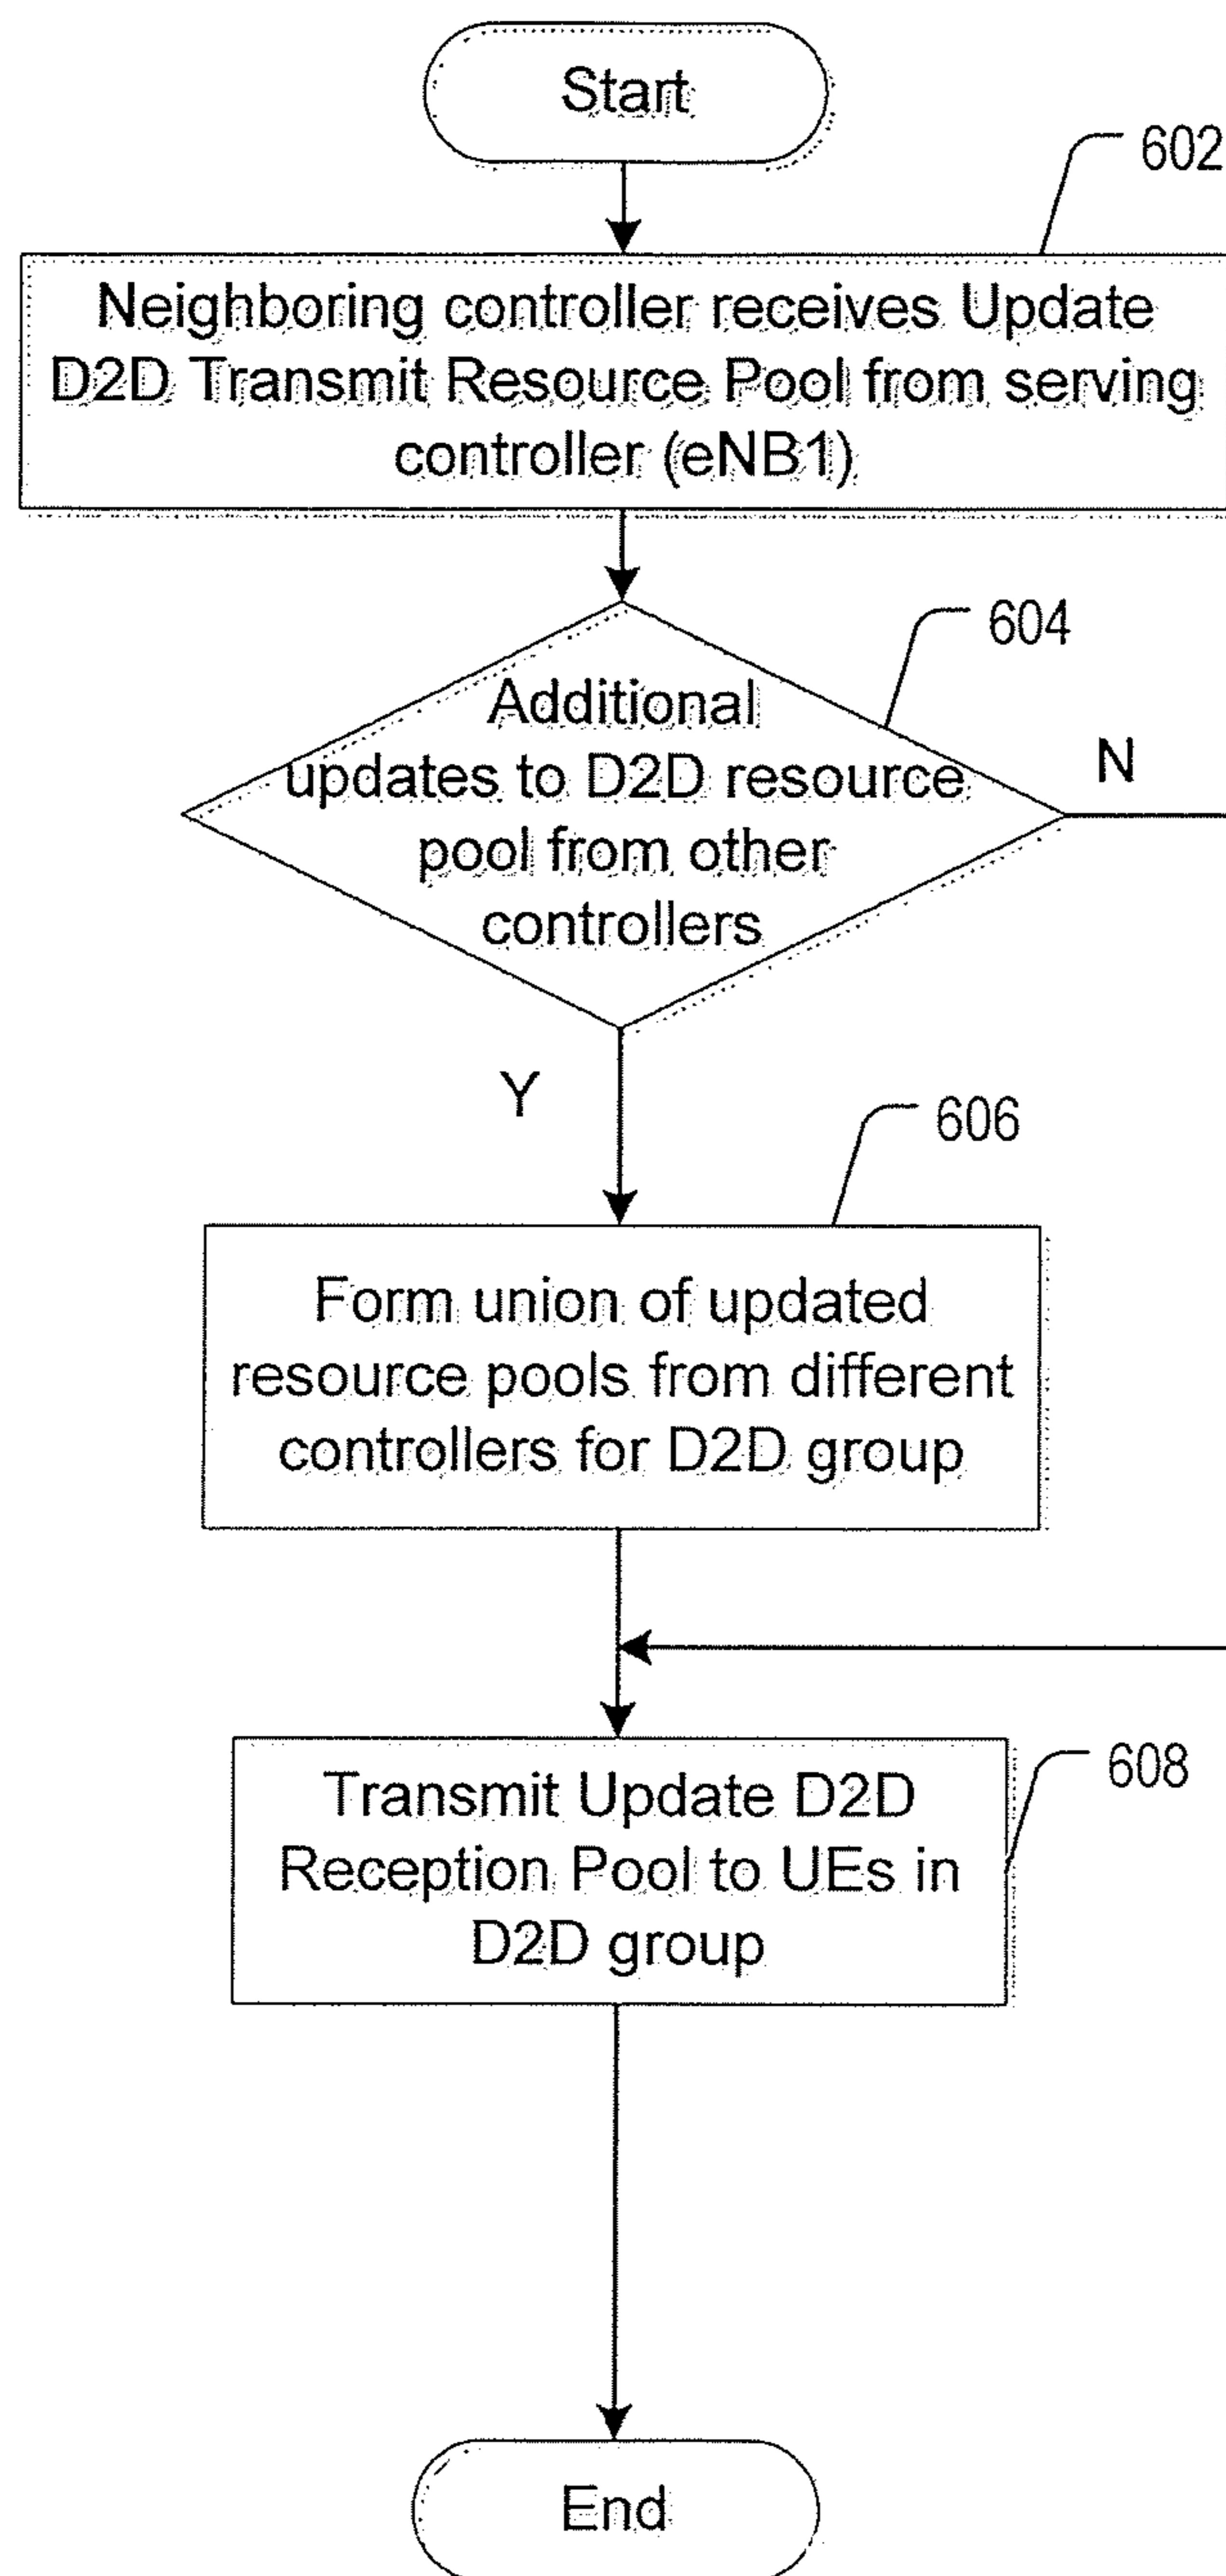 Start
602
Neighboring controller receives Update
D2D Transmit Resource Pool from serving
controller (eNB1)
604
Additional
updates to D2D resource
pool from other
controllers
N
Y
606
Form union of updated
resource pools from different
controllers for D2D group
608
Transmit Update D2D
Reception Pool to UEs in
D2D group
End